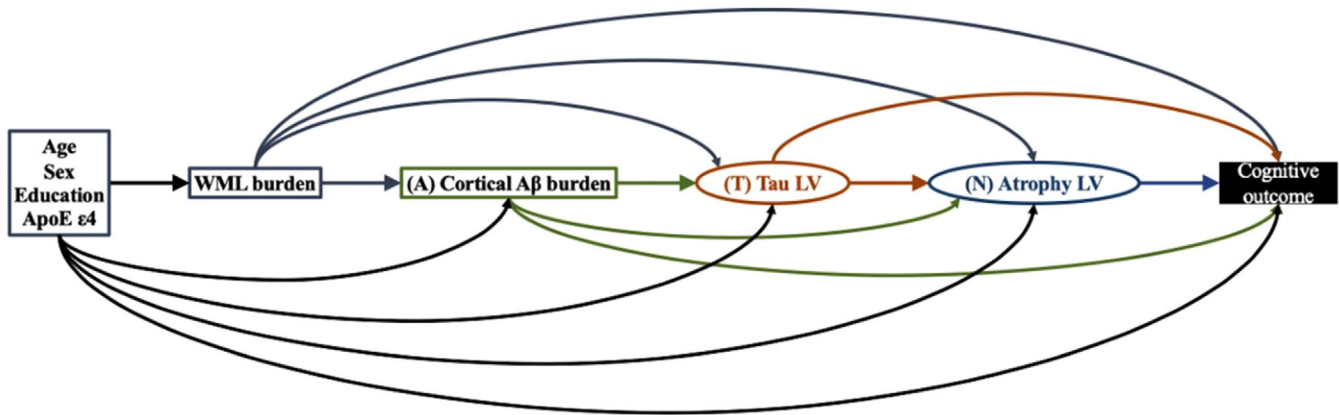 Age
Sex
Education
ApoE ε4
WML burden
(A) Cortical Aβ burden
(T) Tau LV
(N) Atrophy LV
Cognitive
outcome